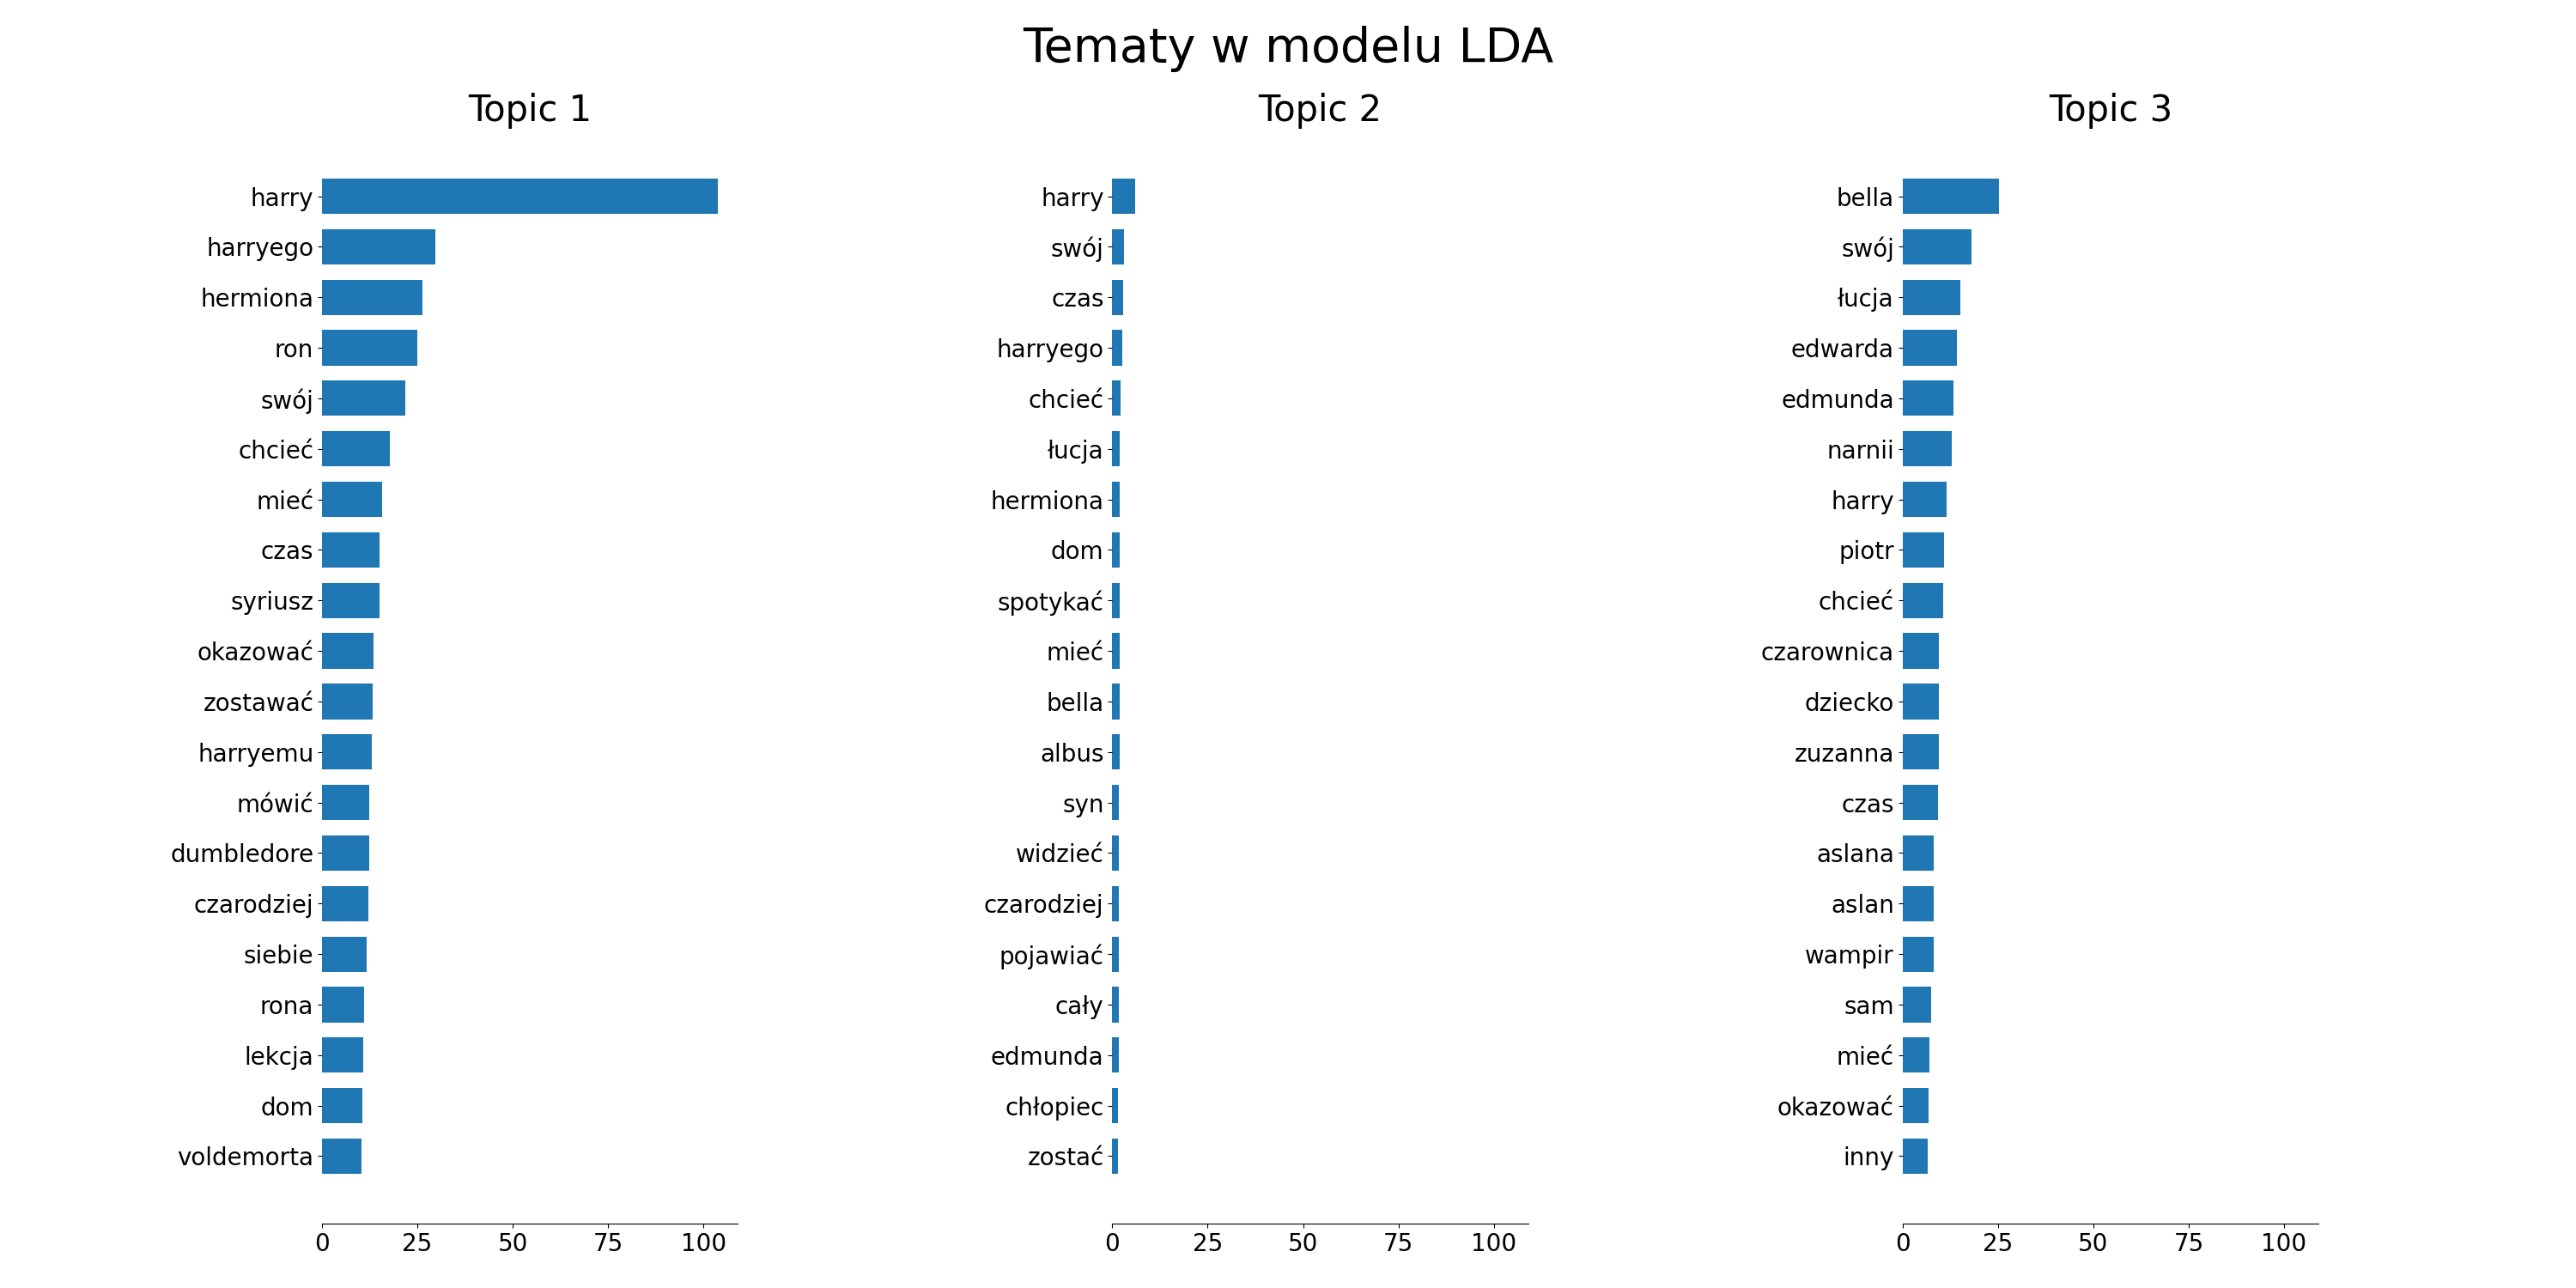 Tematy w modelu LDA
Topic 1
harry
harryego
hermiona
ron
swój
chcieć
mieć
czas
syriusz
okazować
zostawać
harryemu
mówić
dumbledore
czarodziej
siebie
rona
lekcja
dom
voldemorta
0 25 50 75 100
Topic 2
harry
swój
czas
harryego
chcieć
łucja
hermiona
dom
spotykać
mieć
bella
albus
syn
widzieć
czarodziej
pojawiać
cały
edmunda
chłopiec
zostać
0 25 50 75 100
Topic 3
bella
swój
łucja
edwarda
edmunda
narnii
harry
piotr
chcieć
czarownica
dziecko
zuzanna
czas
aslana
aslan
wampir
sam
mieć
okazować
inny
0 25 50 75 100